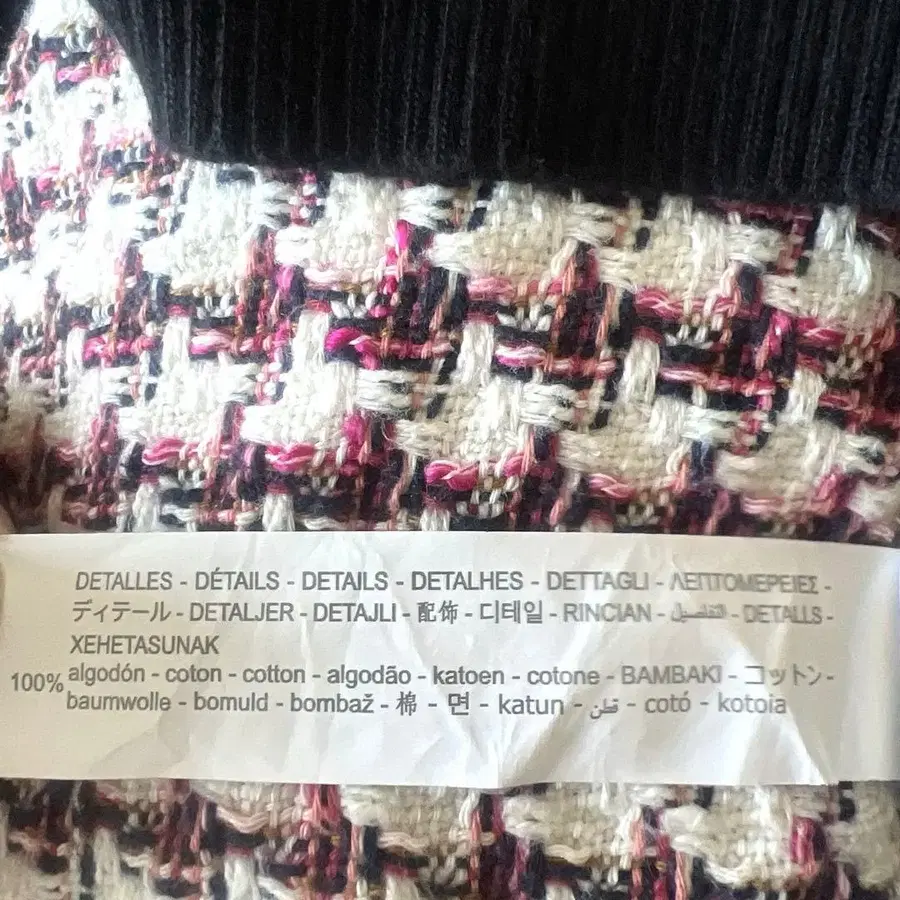 DETALLES - DÉTAILS - DETAILS - DETALHES - DETTAGLI - ΛΕΠΤΟΜΕΡΕΙΕΣ -
ディテール - DETALJER - DETAJLI - 配饰 - 디테일 - RINCIAN - التفاصيل - DETALLS -
XEHETASUNAK
100% algodón - coton - cotton - algodão - katoen - cotone - ΒΑΜΒΑΚΙ - コットン -
baumwolle - bomuld - bombaž - 棉 - 면 - katun - قطن - cotó - kotoia